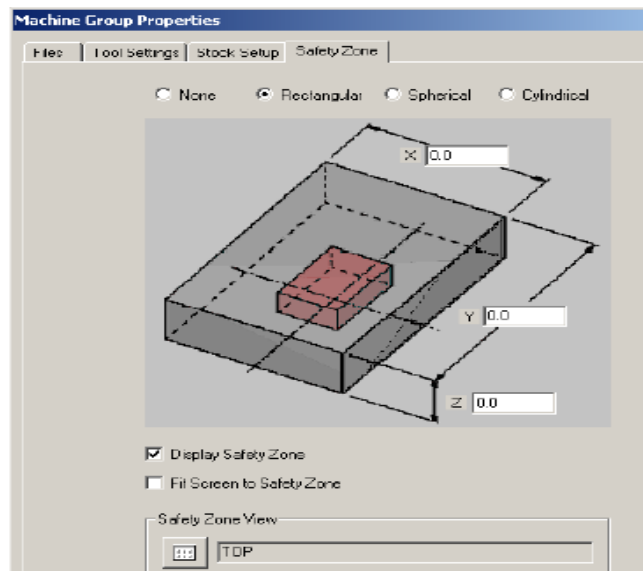 Machine Group Properties
Files Tool Settings Stock Setup Safety Zone
None Rectangular Spherical Cylindrical
X 0.0
Y 0.0
Z 0.0
Display Safety Zone
Fit Screen to Safety Zone
Safety Zone View
TOP